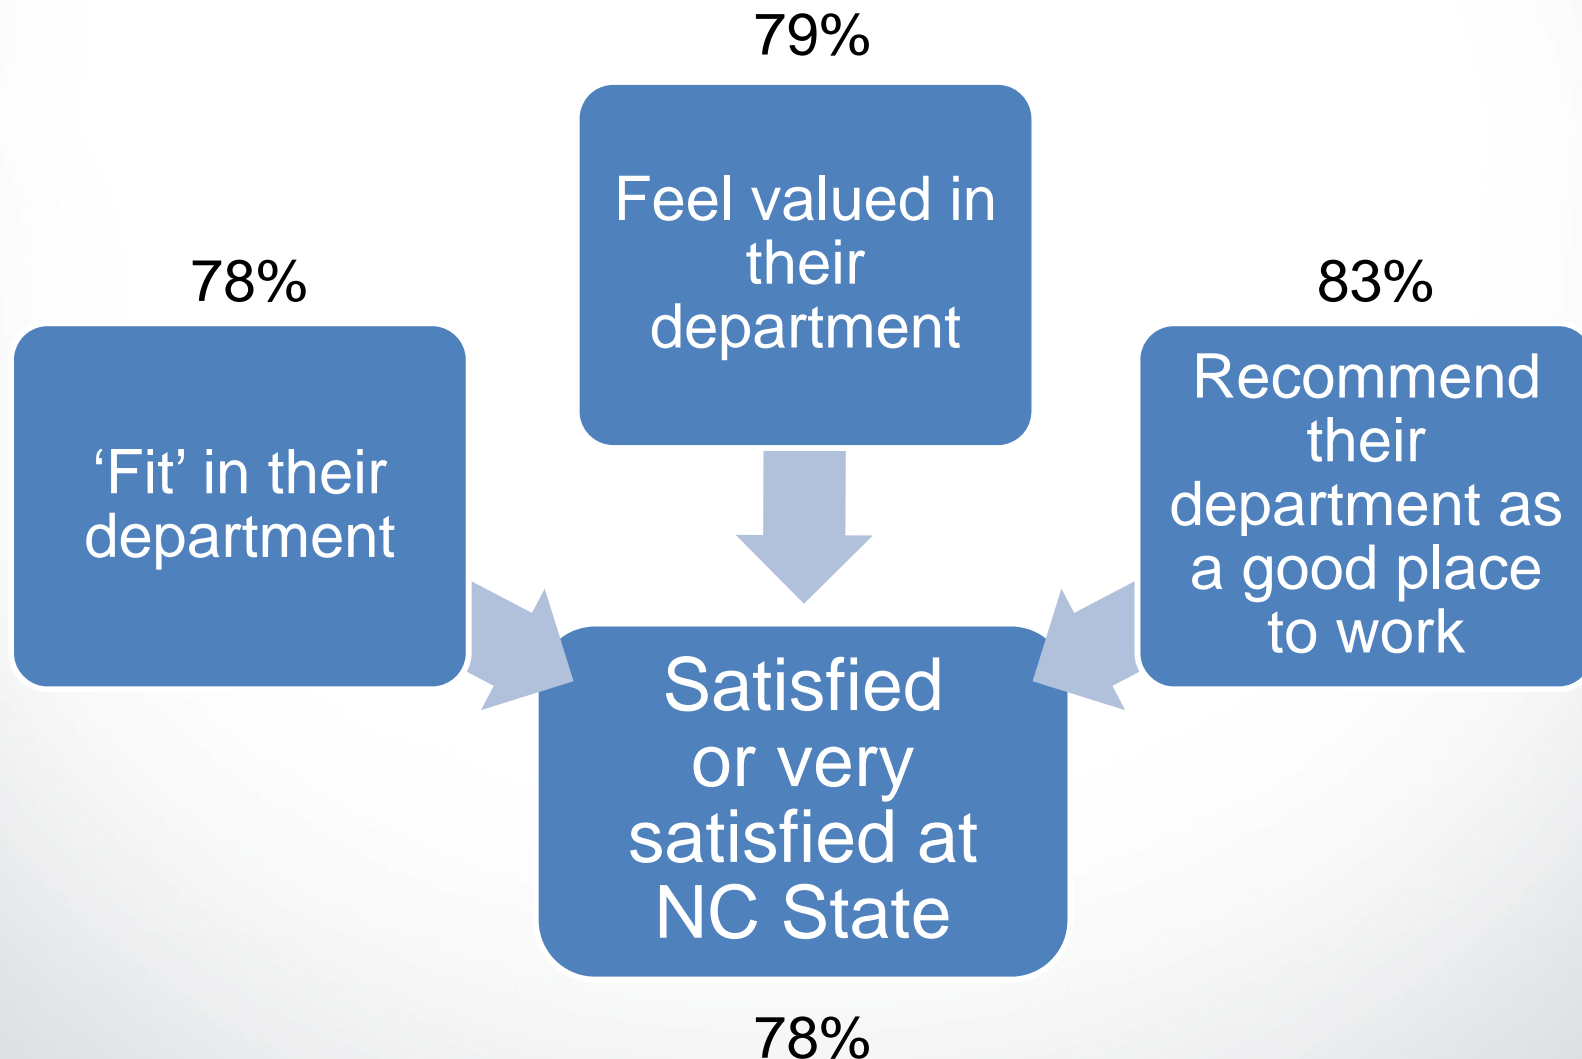 79%
Feel valued in
their
department
78%
‘Fit’ in their
department
83%
Recommend
their
department as
a good place
to work
Satisfied
or very
satisfied at
NC State
78%